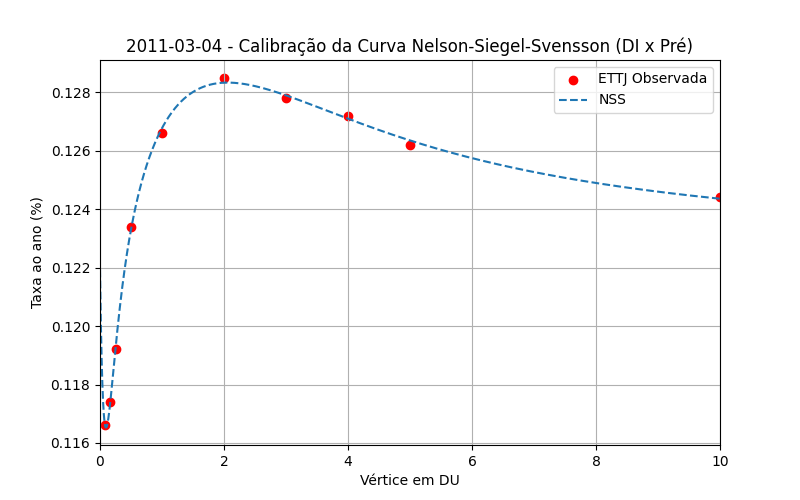 2011-03-04 - Calibração da Curva Nelson-Siegel-Svensson (DI x Pré)
ETTJ Observada
NSS
Taxa ao ano (%)
0.128
0.126
0.124
0.122
0.120
0.118
0.116
0 2 4 6 8 10
Vértice em DU